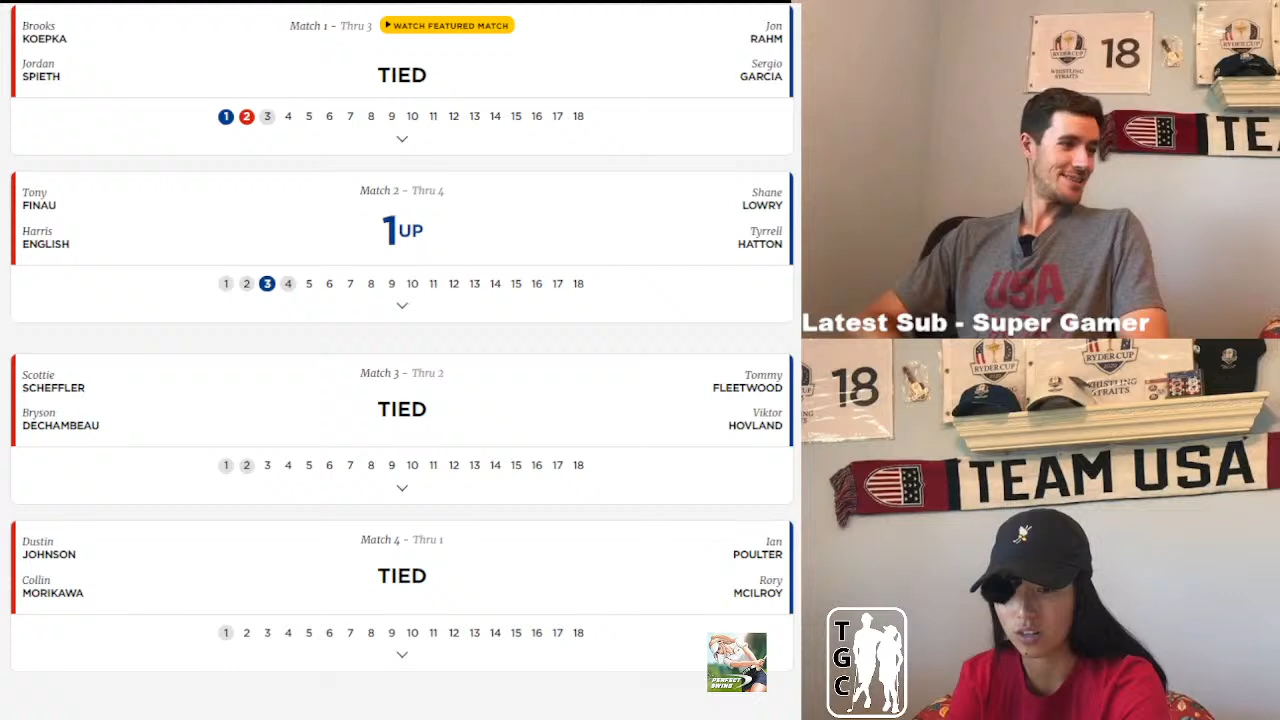 Brooks
KOEPKA
Jordan
SPIETH
Match 1 - Thru 3
WATCH FEATURED MATCH
TIED
Jon
RAHM
Sergio
GARCIA
1 2 3 4 5 6 7 8 9 10 11 12 13 14 15 16 17 18
Tony
FINAU
Harris
ENGLISH
Match 2 - Thru 4
1 UP
Shane
LOWRY
Tyrrell
HATTON
1 2 3 4 5 6 7 8 9 10 11 12 13 14 15 16 17 18
Scottie
SCHEFFLER
Bryson
DECHAMBEAU
Match 3 - Thru 2
TIED
Tommy
FLEETWOOD
Viktor
HOVLAND
1 2 3 4 5 6 7 8 9 10 11 12 13 14 15 16 17 18
Dustin
JOHNSON
Collin
MORIKAWA
Match 4 - Thru 1
TIED
Ian
POULTER
Rory
MCILROY
1 2 3 4 5 6 7 8 9 10 11 12 13 14 15 16 17 18
PERFECT
SWING
RYDER CUP
WHISTLING
STRAITS
18
RYDER CUP
TE
USA
Latest Sub - Super Gamer
18
RYDER CUP
RYDER CUP
WHISTLING
STRAITS
TEAM USA
TGC